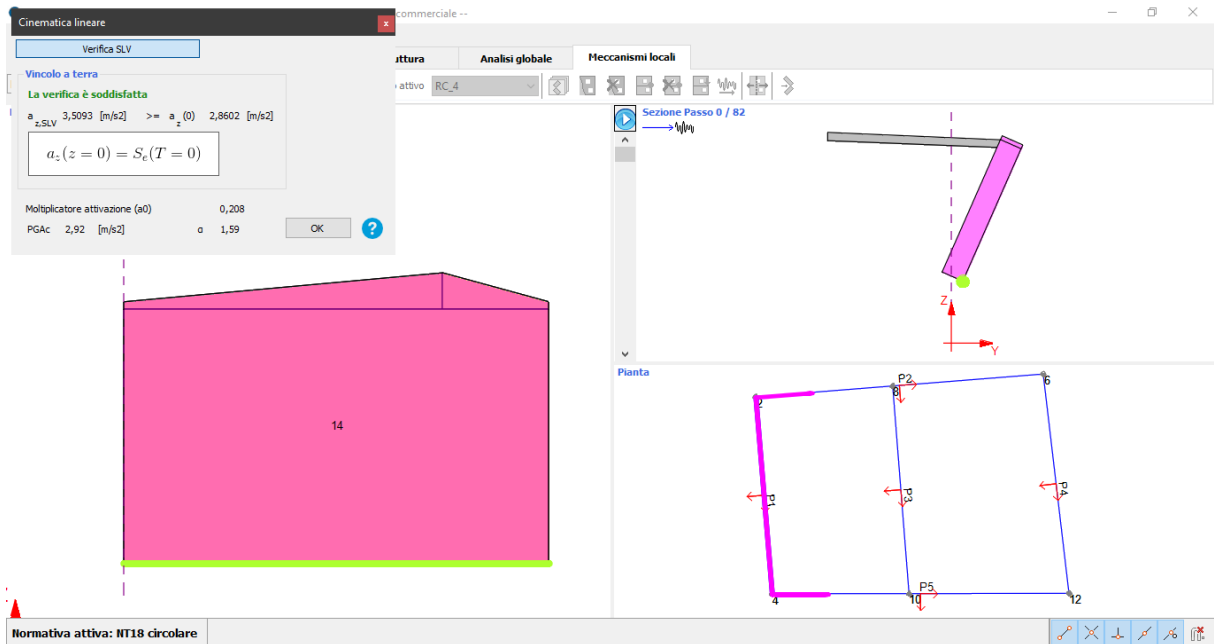 Cinematica lineare
x
commerciale --
Verifica SLV
uttura
Analisi globale
Meccanismi locali
Vincolo a terra
attivo RC_4
La verifica è soddisfatta
a z,SLV 3,5093 [m/s2] >= a z (0) 2,8602 [m/s2]
a_z(z = 0) = S_e(T = 0)
Moltiplicatore attivazione (a0) 0,208
PGAc 2,92 [m/s2] α 1,59
OK
?
Sezione Passo 0 / 82
Z
Y
14
Pianta
2
P2
8
6
P1
P3
P4
4
P5
10
12
Normativa attiva: NT18 circolare